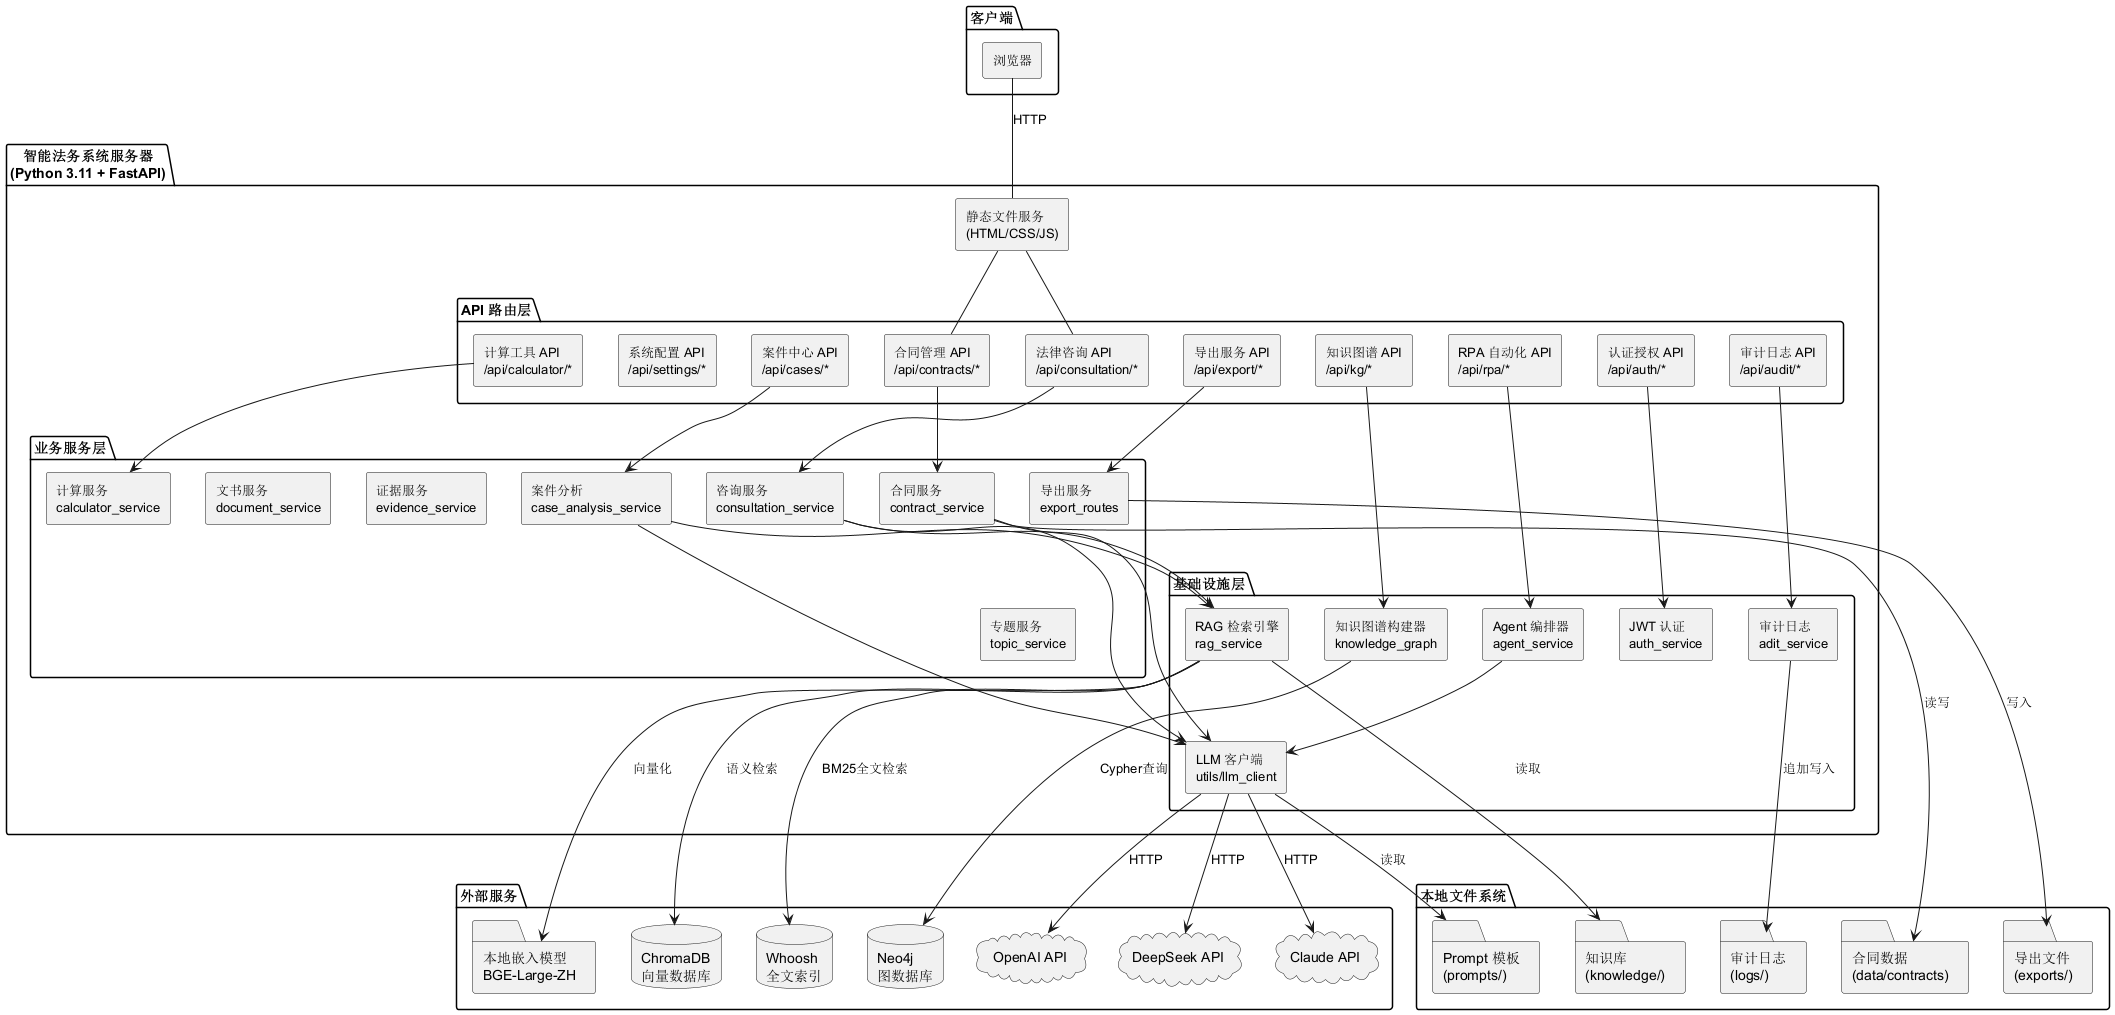 客户端
浏览器
HTTP
智能法务系统服务器
(Python 3.11 + FastAPI)
静态文件服务
(HTML/CSS/JS)
API 路由层
计算工具 API
/api/calculator/*
系统配置 API
/api/settings/*
案件中心 API
/api/cases/*
合同管理 API
/api/contracts/*
法律咨询 API
/api/consultation/*
导出服务 API
/api/export/*
知识图谱 API
/api/kg/*
RPA 自动化 API
/api/rpa/*
认证授权 API
/api/auth/*
审计日志 API
/api/audit/*
业务服务层
计算服务
calculator_service
文书服务
document_service
证据服务
evidence_service
案件分析
case_analysis_service
咨询服务
consultation_service
合同服务
contract_service
导出服务
export_routes
专题服务
topic_service
基础设施层
RAG 检索引擎
rag_service
知识图谱构建器
knowledge_graph
Agent 编排器
agent_service
JWT 认证
auth_service
审计日志
adit_service
读写
写入
向量化
语义检索
BM25全文检索
Cypher查询
LLM 客户端
utils/llm_client
读取
追加写入
HTTP
HTTP
HTTP
读取
外部服务
本地嵌入模型
BGE-Large-ZH
ChromaDB
向量数据库
Whoosh
全文索引
Neo4j
图数据库
OpenAI API
DeepSeek API
Claude API
本地文件系统
Prompt 模板
(prompts/)
知识库
(knowledge/)
审计日志
(logs/)
合同数据
(data/contracts)
导出文件
(exports/)